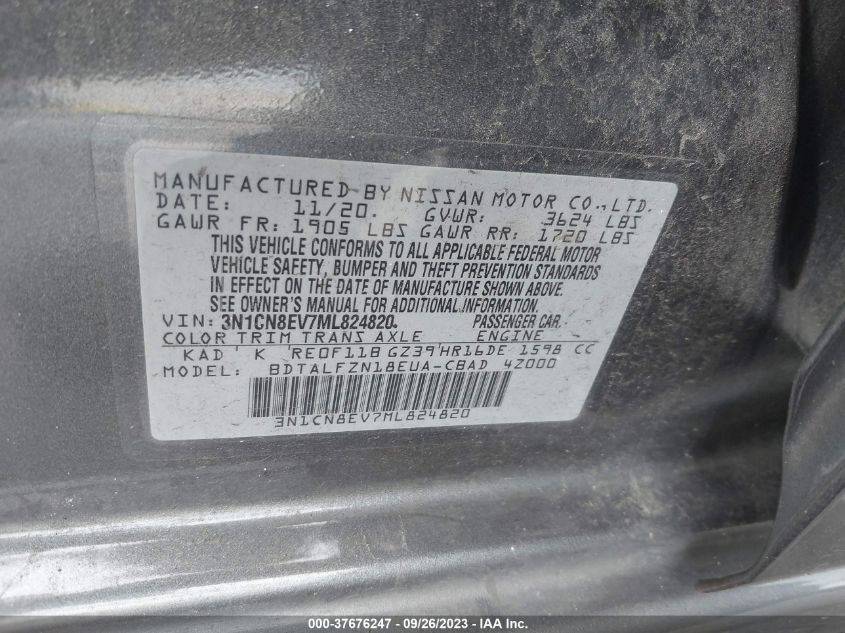 MANUFACTURED BY NISSAN MOTOR CO., LTD.
DATE: 11/20. GVWR: 3624 LBS
GAWR FR: 1905 LBS GAWR RR: 1720 LBS
THIS VEHICLE CONFORMS TO ALL APPLICABLE FEDERAL MOTOR
VEHICLE SAFETY, BUMPER AND THEFT PREVENTION STANDARDS
IN EFFECT ON THE DATE OF MANUFACTURE SHOWN ABOVE.
SEE OWNER'S MANUAL FOR ADDITIONAL INFORMATION.
VIN: 3N1CN8EV7ML824820. PASSENGER CAR.
COLOR TRIM TRANS AXLE ENGINE
KAD K RE0F11B GZ39 HR16DE 1598 CC
MODEL: BDTALFZN18EUA-CBAD 4Z000
3N1CN8EV7ML824820
000-37676247 - 09/26/2023 - IAAI.COM